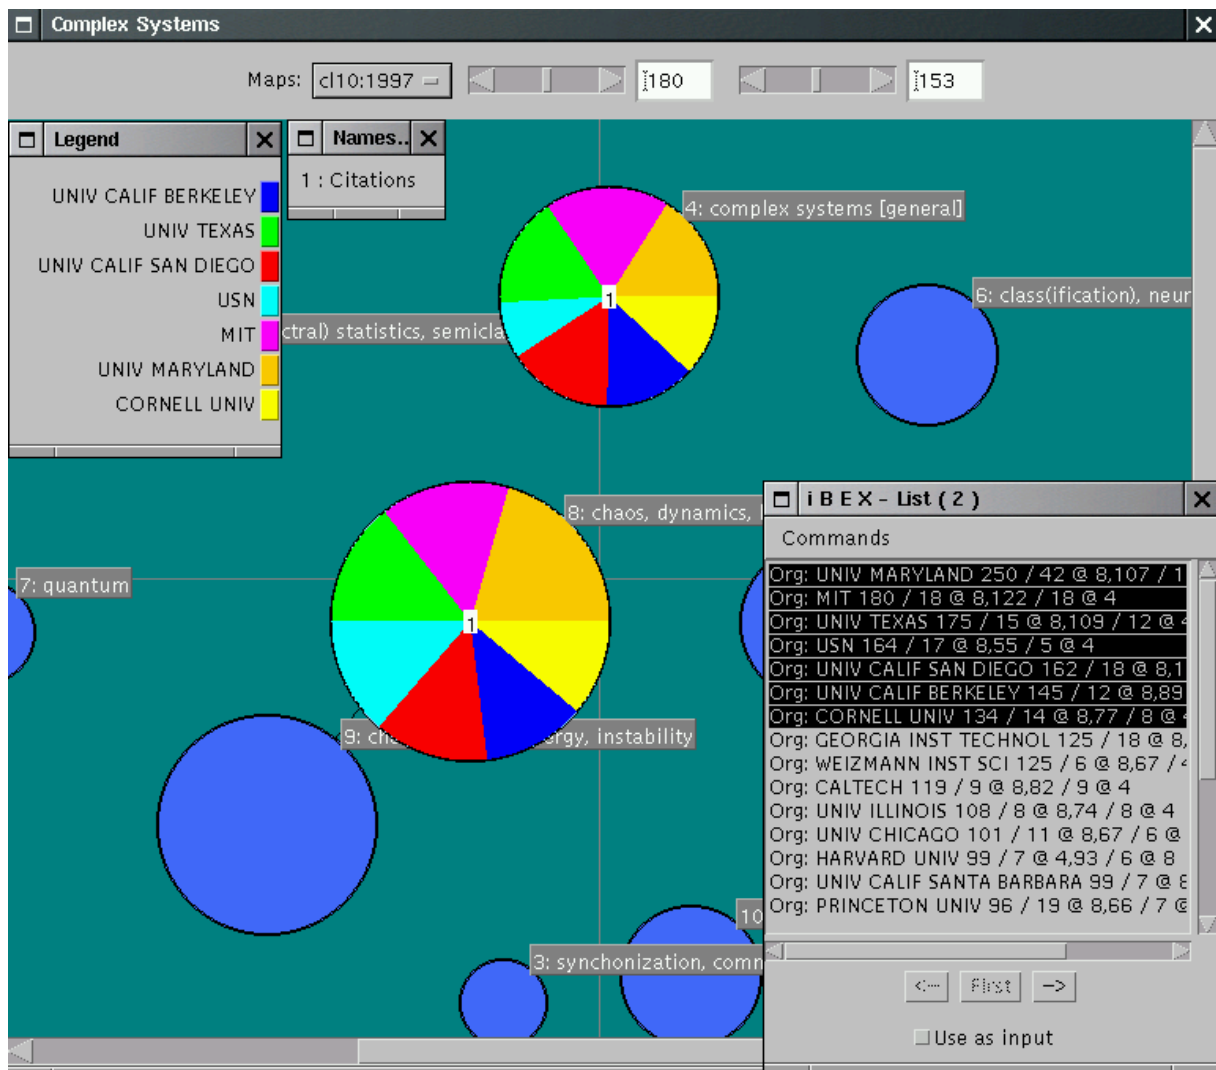 Complex Systems
Maps: cl10:1997 180 153
Legend
UNIV CALIF BERKELEY
UNIV TEXAS
UNIV CALIF SAN DIEGO
USN
MIT
UNIV MARYLAND
CORNELL UNIV
Names..
1 : Citations
4: complex systems [general]
1
6: class(ification), neur
ctral) statistics, semicla
8: chaos, dynamics,
7: quantum
1
9: cha rgy, instability
10
3: synchonization, comm
i B E X - List ( 2 )
Commands
Org: UNIV MARYLAND 250 / 42 @ 8,107 / 1
Org: MIT 180 / 18 @ 8,122 / 18 @ 4
Org: UNIV TEXAS 175 / 15 @ 8,109 / 12 @ 4
Org: USN 164 / 17 @ 8,55 / 5 @ 4
Org: UNIV CALIF SAN DIEGO 162 / 18 @ 8,1
Org: UNIV CALIF BERKELEY 145 / 12 @ 8,89
Org: CORNELL UNIV 134 / 14 @ 8,77 / 8 @ 4
Org: GEORGIA INST TECHNOL 125 / 18 @ 8,
Org: WEIZMANN INST SCI 125 / 6 @ 8,67 / 4
Org: CALTECH 119 / 9 @ 8,82 / 9 @ 4
Org: UNIV ILLINOIS 108 / 8 @ 8,74 / 8 @ 4
Org: UNIV CHICAGO 101 / 11 @ 8,67 / 6 @
Org: HARVARD UNIV 99 / 7 @ 4,93 / 6 @ 8
Org: UNIV CALIF SANTA BARBARA 99 / 7 @ 8
Org: PRINCETON UNIV 96 / 19 @ 8,66 / 7 @
<-- First -->
Use as input